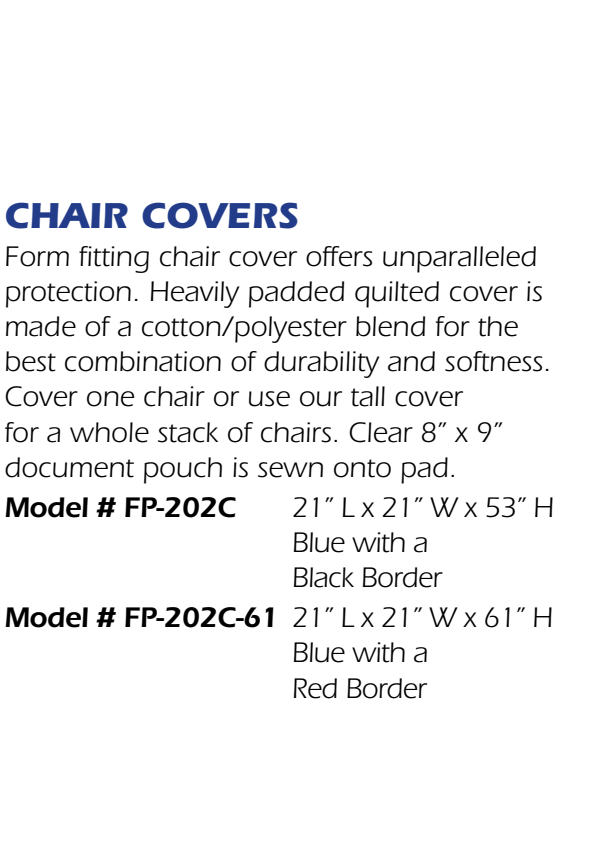 CHAIR COVERS
Form fitting chair cover offers unparalleled
protection. Heavily padded quilted cover is
made of a cotton/polyester blend for the
best combination of durability and softness.
Cover one chair or use our tall cover
for a whole stack of chairs. Clear 8” x 9”
document pouch is sewn onto pad.
Model # FP-202C 21” L x 21” W x 53” H
Blue with a
Black Border
Model # FP-202C-61 21” L x 21” W x 61” H
Blue with a
Red Border